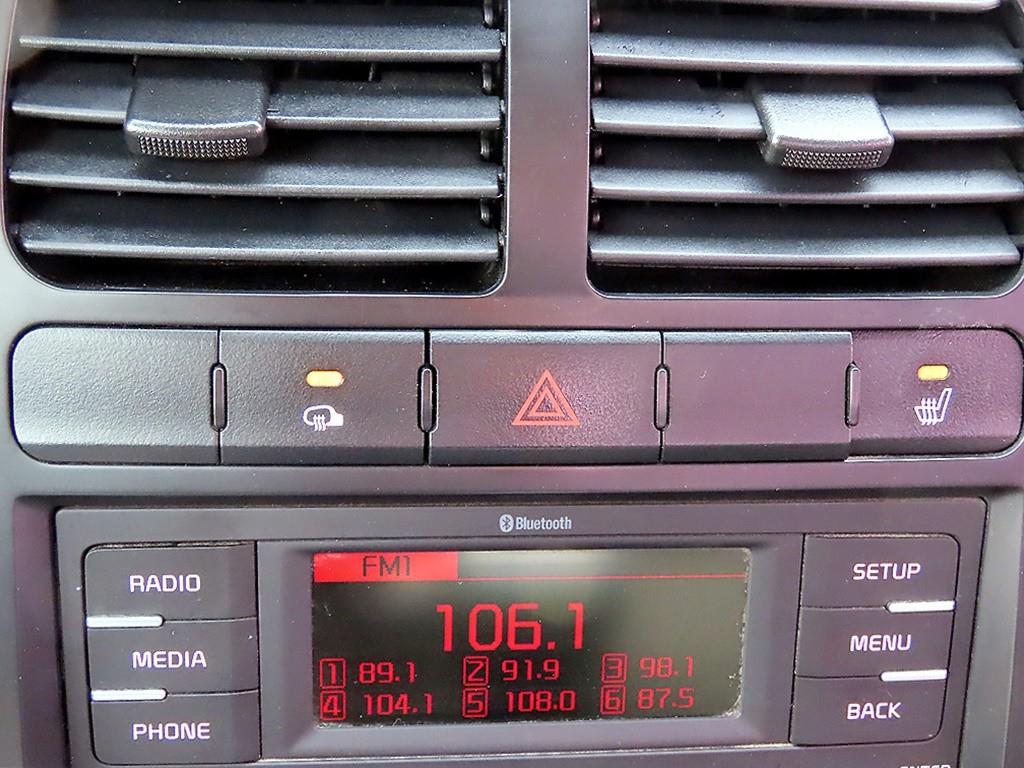 Bluetooth
RADIO
MEDIA
PHONE
FM1
106.1
1 89.1 2 91.9 3 98.1
4 104.1 5 108.0 6 87.5
SETUP
MENU
BACK
ENTER